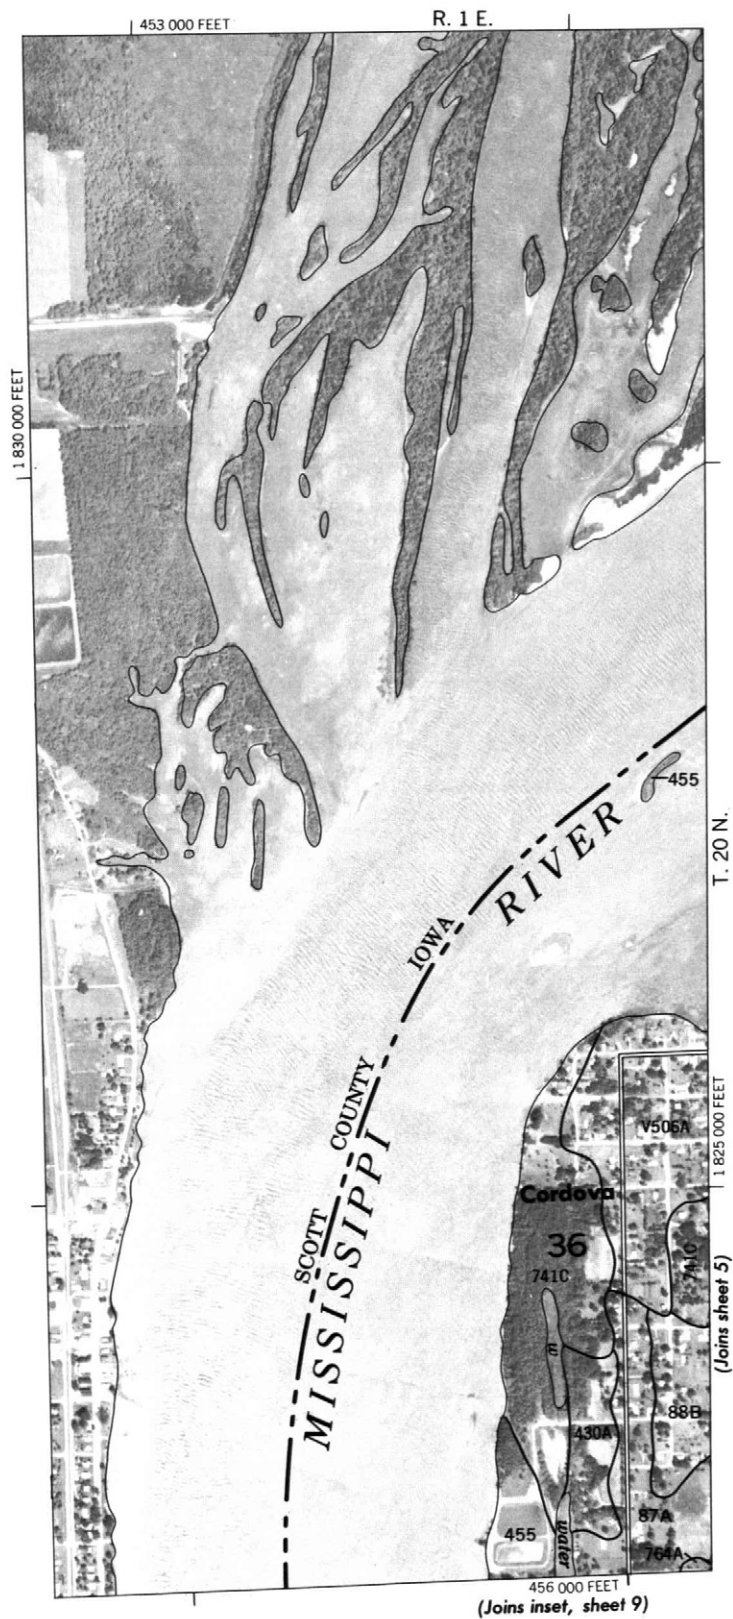 453 000 FEET
R. 1 E.
1 830 000 FEET
455
T. 20 N.
RIVER
IOWA
SCOTT COUNTY
MISSISSIPPI
1 825 000 FEET
V506A
Cordova
36
741C
741C
(Joins sheet 5)
w
88B
430A
87A
455
water
764A
456 000 FEET
(Joins inset, sheet 9)